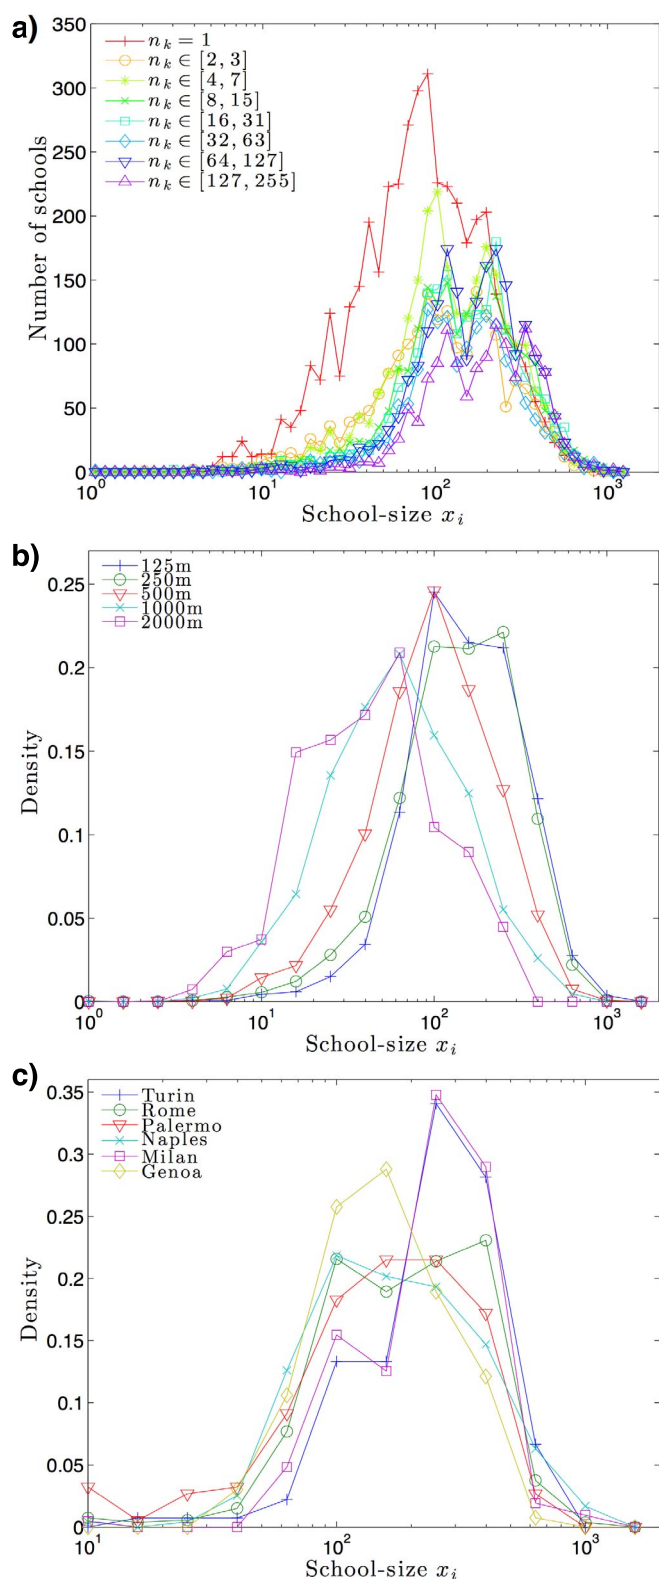 a)
350
300
250
200
150
100
50
0
Number of schools
n_k = 1
n_k ∈ [2, 3]
n_k ∈ [4, 7]
n_k ∈ [8, 15]
n_k ∈ [16, 31]
n_k ∈ [32, 63]
n_k ∈ [64, 127]
n_k ∈ [127, 255]
10^0 10^1 10^2 10^3
School-size x_i
b)
0.25
0.2
0.15
0.1
0.05
0
Density
125m
250m
500m
1000m
2000m
10^0 10^1 10^2 10^3
School-size x_i
c)
0.35
0.3
0.25
0.2
0.15
0.1
0.05
0
Density
Turin
Rome
Palermo
Naples
Milan
Genoa
10^1 10^2 10^3
School-size x_i